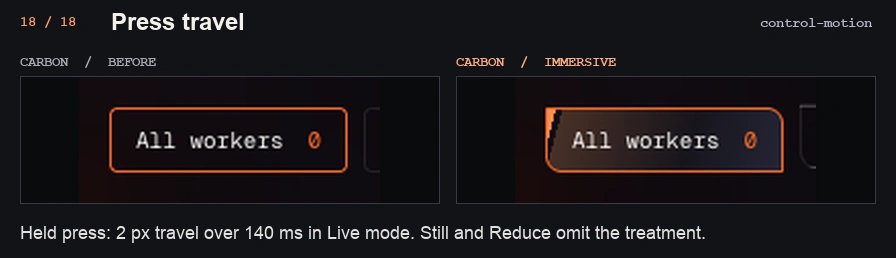 18 / 18 Press travel control-motion
CARBON / BEFORE CARBON / IMMERSIVE
All workers 0 All workers 0
Held press: 2 px travel over 140 ms in Live mode. Still and Reduce omit the treatment.